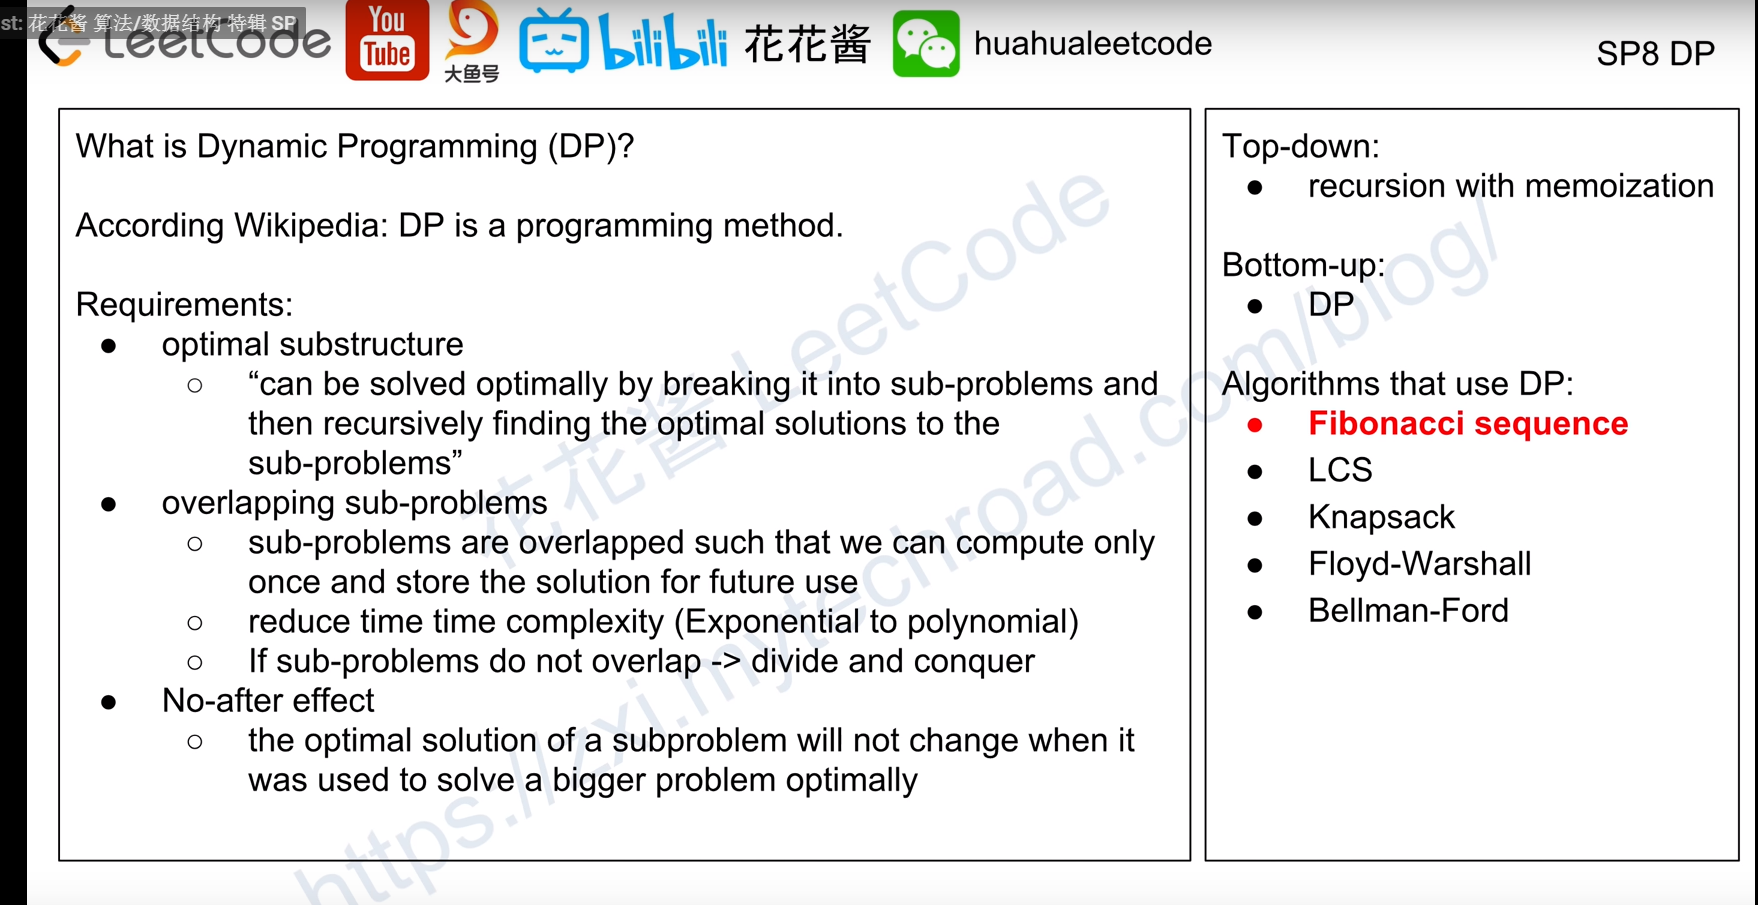 st: 花花酱 算法/数据结构 特辑 SP
LeetCode
You
Tube
大鱼号
bilibili
花花酱
huahualeetcode
SP8 DP
What is Dynamic Programming (DP)?
According Wikipedia: DP is a programming method.
Requirements:
● optimal substructure
○ “can be solved optimally by breaking it into sub-problems and
then recursively finding the optimal solutions to the
sub-problems”
● overlapping sub-problems
○ sub-problems are overlapped such that we can compute only
once and store the solution for future use
○ reduce time time complexity (Exponential to polynomial)
○ If sub-problems do not overlap -> divide and conquer
● No-after effect
○ the optimal solution of a subproblem will not change when it
was used to solve a bigger problem optimally
Top-down:
● recursion with memoization
Bottom-up:
● DP
Algorithms that use DP:
● Fibonacci sequence
● LCS
● Knapsack
● Floyd-Warshall
● Bellman-Ford
花花酱 LeetCode
https://zxi.mytechroad.com/blog/